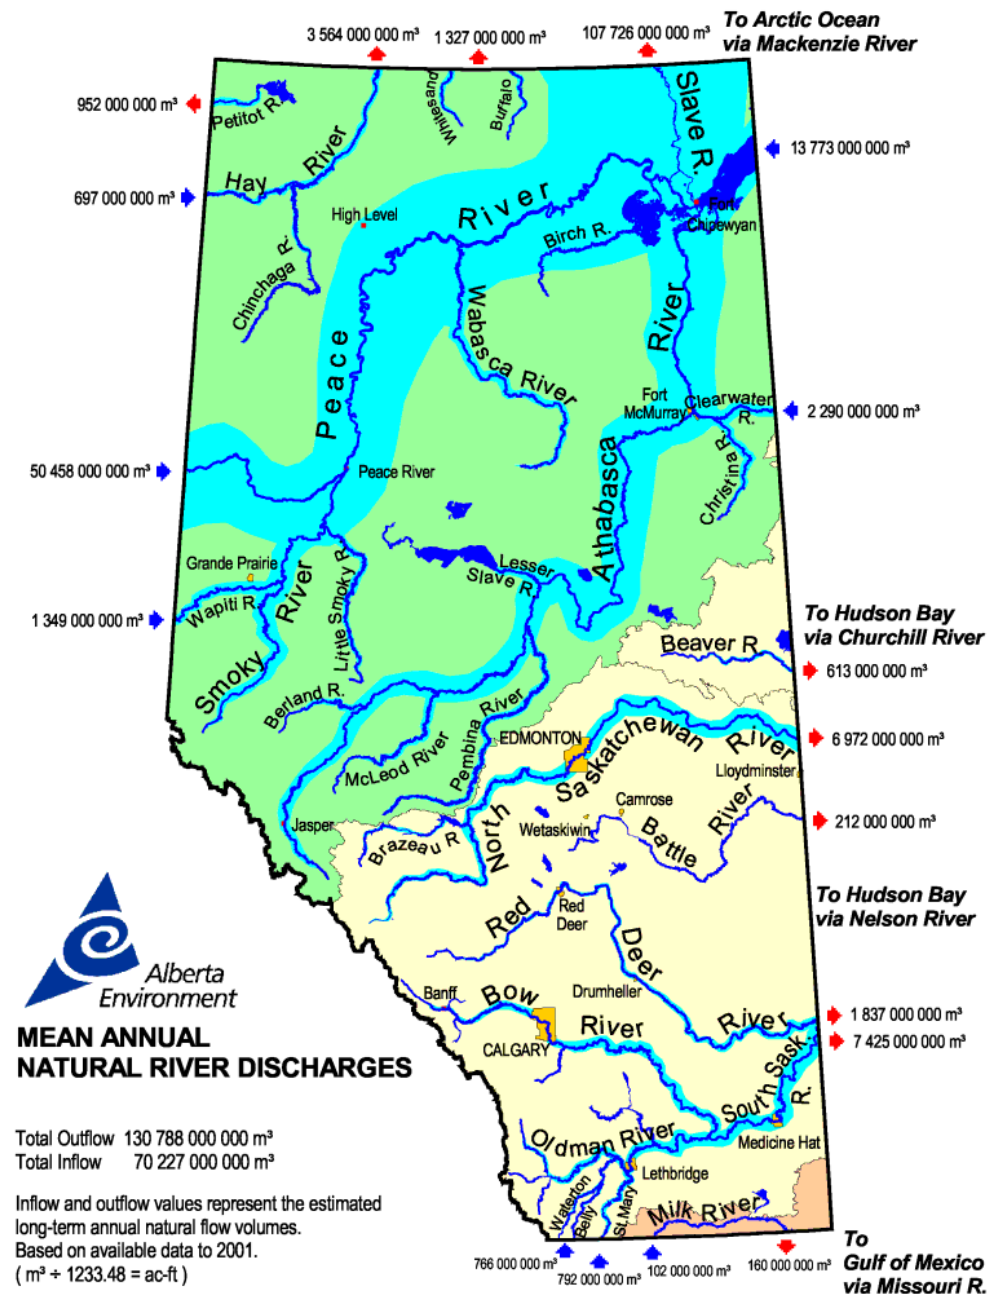 To Arctic Ocean
via Mackenzie River
3 564 000 000 m³
1 327 000 000 m³
107 726 000 000 m³
952 000 000 m³
Petitot R.
Whitesand
Buffalo
Slave R.
13 773 000 000 m³
Hay River
697 000 000 m³
High Level
Fort
Chipewyan
Birch R.
Chinchaga R.
Peace River
Wabasca River
Athabasca River
Fort
McMurray
Clearwater
R.
2 290 000 000 m³
Christina R.
50 458 000 000 m³
Peace River
Grande Prairie
Wapiti R.
1 349 000 000 m³
Smoky River
Little Smoky R.
Lesser
Slave R.
To Hudson Bay
via Churchill River
Beaver R.
613 000 000 m³
Berland R.
McLeod River
Pembina River
EDMONTON
North Saskatchewan River
6 972 000 000 m³
Lloydminster
Jasper
Brazeau R
Wetaskiwin
Camrose
Battle River
212 000 000 m³
To Hudson Bay
via Nelson River
Red Deer River
Red
Deer
Drumheller
Banff
Bow River
CALGARY
1 837 000 000 m³
7 425 000 000 m³
South Sask. R.
Medicine Hat
Oldman River
Lethbridge
Waterton
Belly
St.Mary
Milk River
766 000 000 m³
792 000 000 m³
102 000 000 m³
160 000 000 m³
To
Gulf of Mexico
via Missouri R.
Alberta
Environment
MEAN ANNUAL
NATURAL RIVER DISCHARGES
Total Outflow 130 788 000 000 m³
Total Inflow 70 227 000 000 m³
Inflow and outflow values represent the estimated
long-term annual natural flow volumes.
Based on available data to 2001.
( m³ ÷ 1233.48 = ac-ft )